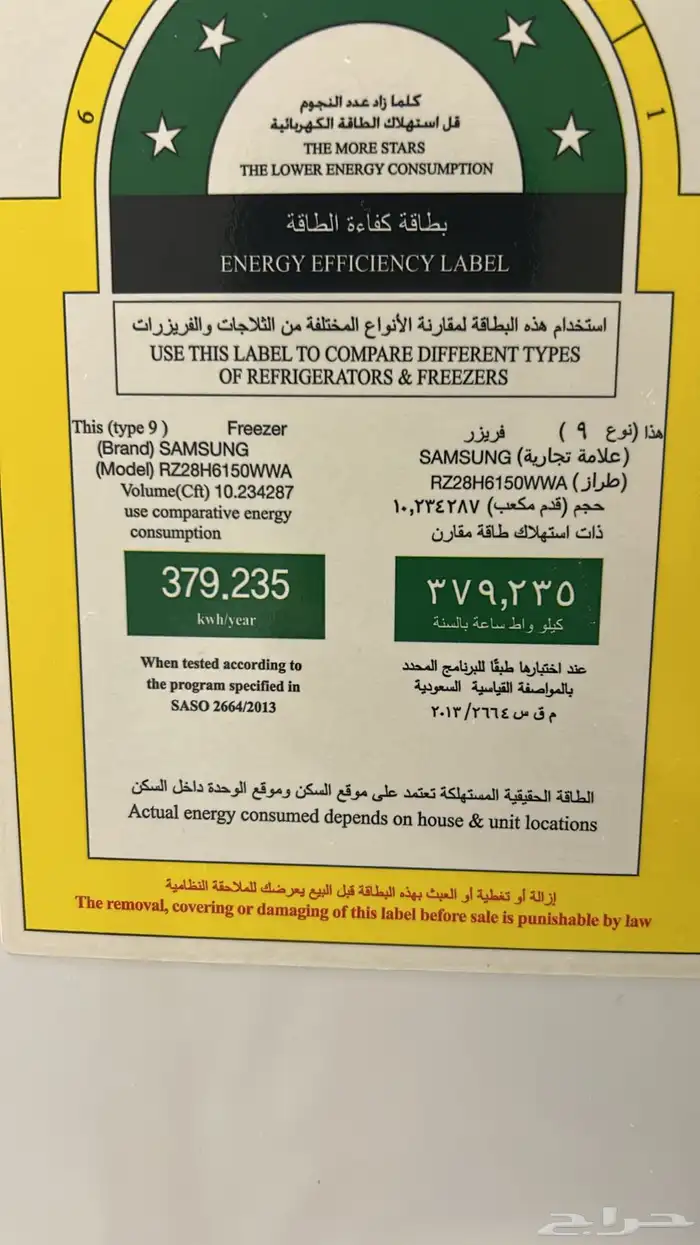 6
1
كلما زاد عدد النجوم
قل استهلاك الطاقة الكهربائية
THE MORE STARS
THE LOWER ENERGY CONSUMPTION
بطاقة كفاءة الطاقة
ENERGY EFFICIENCY LABEL
استخدام هذه البطاقة لمقارنة الأنواع المختلفة من الثلاجات والفريزرات
USE THIS LABEL TO COMPARE DIFFERENT TYPES
OF REFRIGERATORS & FREEZERS
This (type 9 ) Freezer
(Brand) SAMSUNG
(Model) RZ28H6150WWA
Volume(Cft) 10.234287
use comparative energy
consumption
379.235
kwh/year
When tested according to
the program specified in
SASO 2664/2013
هذا (نوع ٩ ) فريزر
(علامة تجارية) SAMSUNG
(طراز) RZ28H6150WWA
حجم (قدم مكعب) ١٠,٢٣٤٢٨٧
ذات استهلاك طاقة مقارن
٣٧٩,٢٣٥
كيلو واط ساعة بالسنة
عند اختبارها طبقًا للبرنامج المحدد
بالمواصفة القياسية السعودية
م ق س ٢٠١٣/٢٦٦٤
الطاقة الحقيقية المستهلكة تعتمد على موقع السكن وموقع الوحدة داخل السكن
Actual energy consumed depends on house & unit locations
إزالة أو تغطية أو العبث بهذه البطاقة قبل البيع يعرضك للملاحقة النظامية
The removal, covering or damaging of this label before sale is punishable by law
حراج